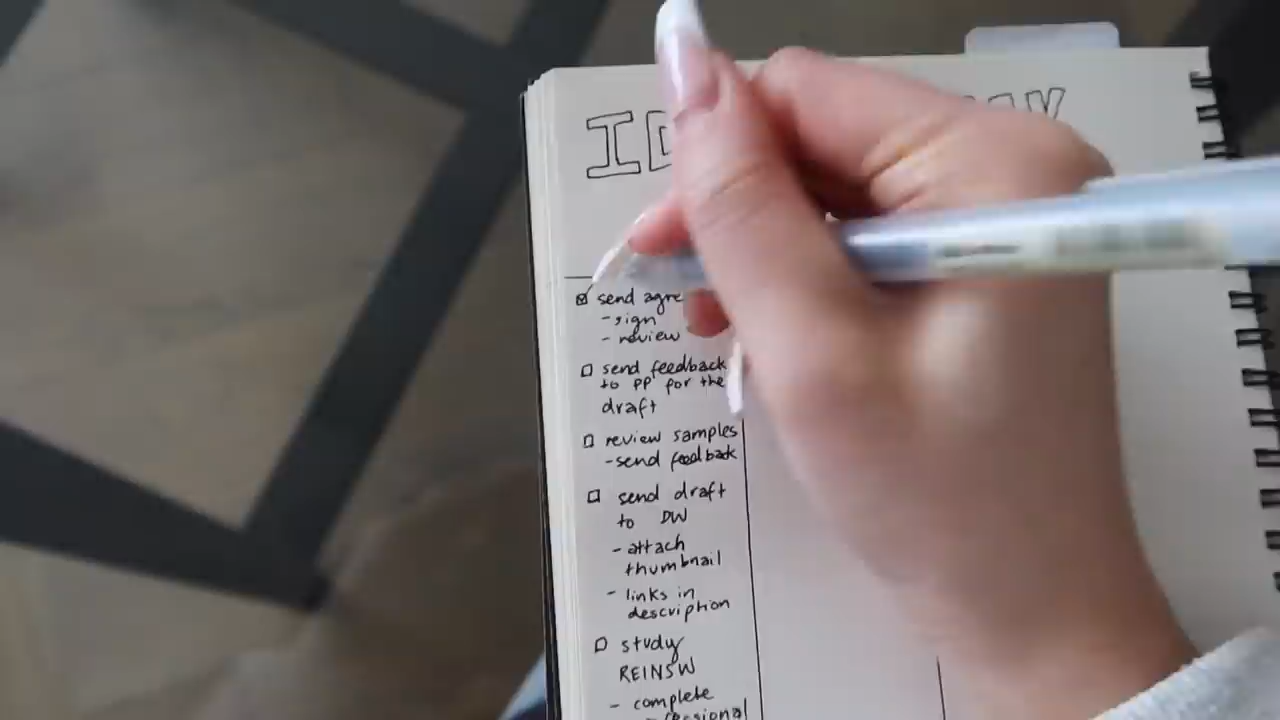 send
- sign
- review
send feedback
to PP for the
draft
review samples
- send feedback
send draft
to DW
- attach
thumbnail
- links in
description
study
REINSW
- complete